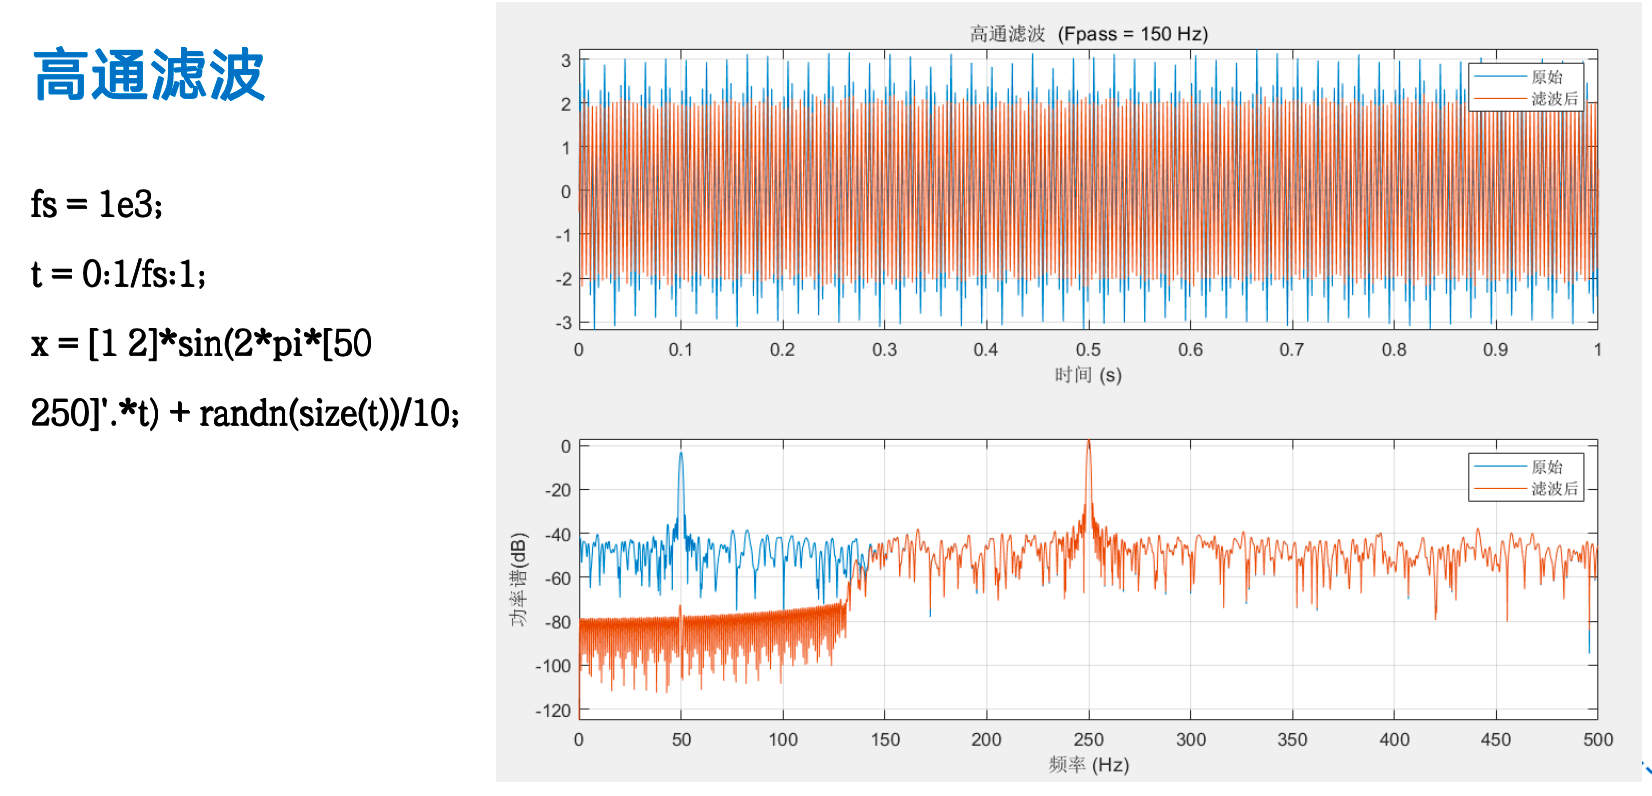 高通滤波
fs = 1e3;
t = 0:1/fs:1;
x = [1 2]*sin(2*pi*[50
250]'.*t) + randn(size(t))/10;
高通滤波 (Fpass = 150 Hz)
3
2
1
0
-1
-2
-3
原始
滤波后
0 0.1 0.2 0.3 0.4 0.5 0.6 0.7 0.8 0.9 1
时间 (s)
功率谱(dB)
0
-20
-40
-60
-80
-100
-120
原始
滤波后
0 50 100 150 200 250 300 350 400 450 500
频率 (Hz)